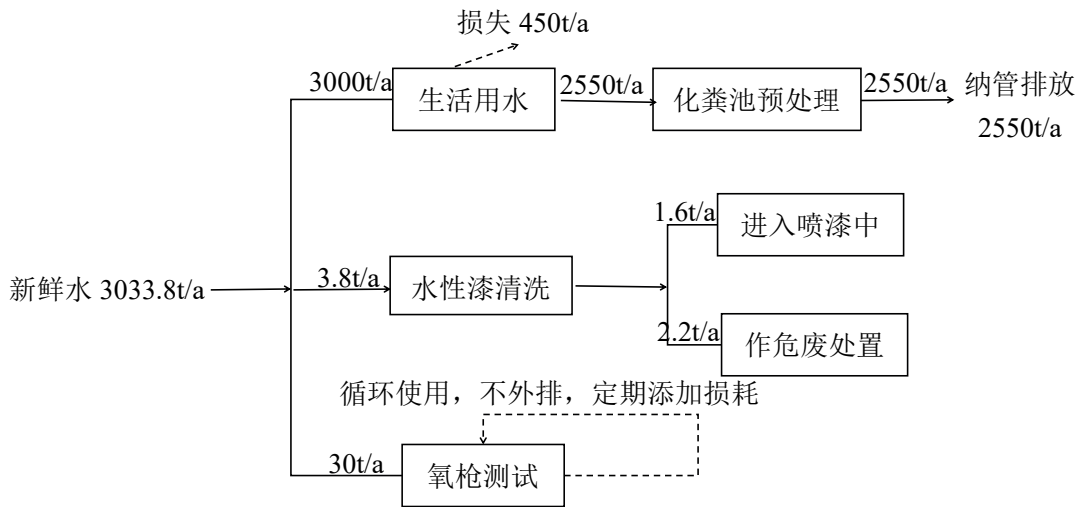 损失 450t/a
3000t/a
生活用水
2550t/a
化粪池预处理
2550t/a
纳管排放
2550t/a
新鲜水 3033.8t/a
3.8t/a
水性漆清洗
1.6t/a
进入喷漆中
2.2t/a
作危废处置
循环使用，不外排，定期添加损耗
30t/a
氧枪测试